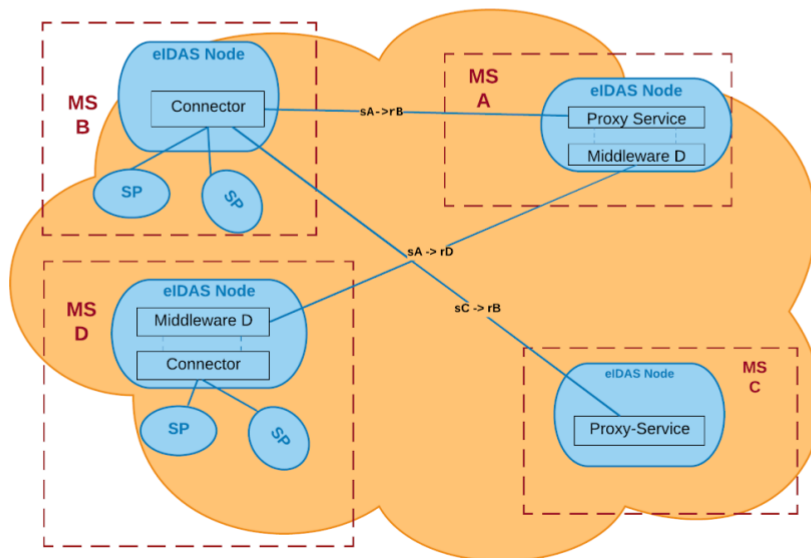 MS
B
eIDAS Node
Connector
SP
SP
sA->rB
MS
A
eIDAS Node
Proxy Service
Middleware D
sA -> rD
sC -> rB
MS
D
eIDAS Node
Middleware D
Connector
SP
SP
MS
C
eIDAS Node
Proxy-Service